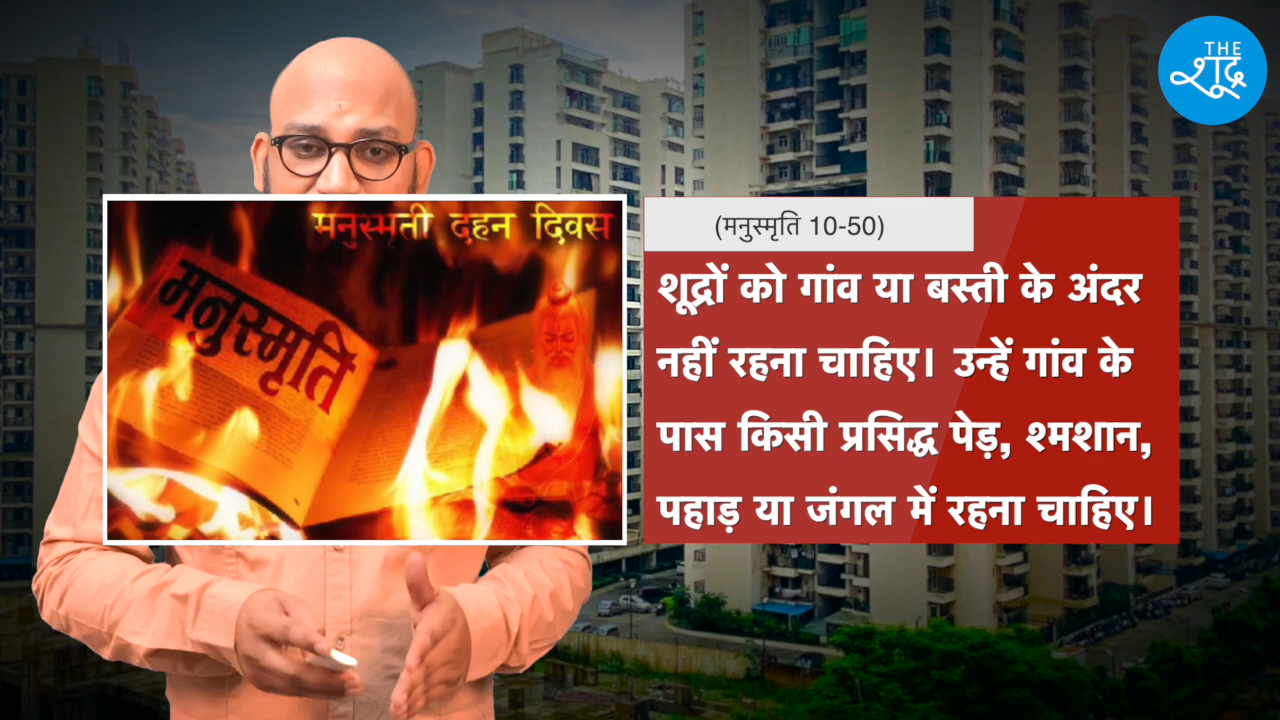 THE
शूद्र
मनुस्मृती दहन दिवस
मनुस्मृति
(मनुस्मृति 10-50)
शूद्रों को गांव या बस्ती के अंदर
नहीं रहना चाहिए। उन्हें गांव के
पास किसी प्रसिद्ध पेड़, श्मशान,
पहाड़ या जंगल में रहना चाहिए।